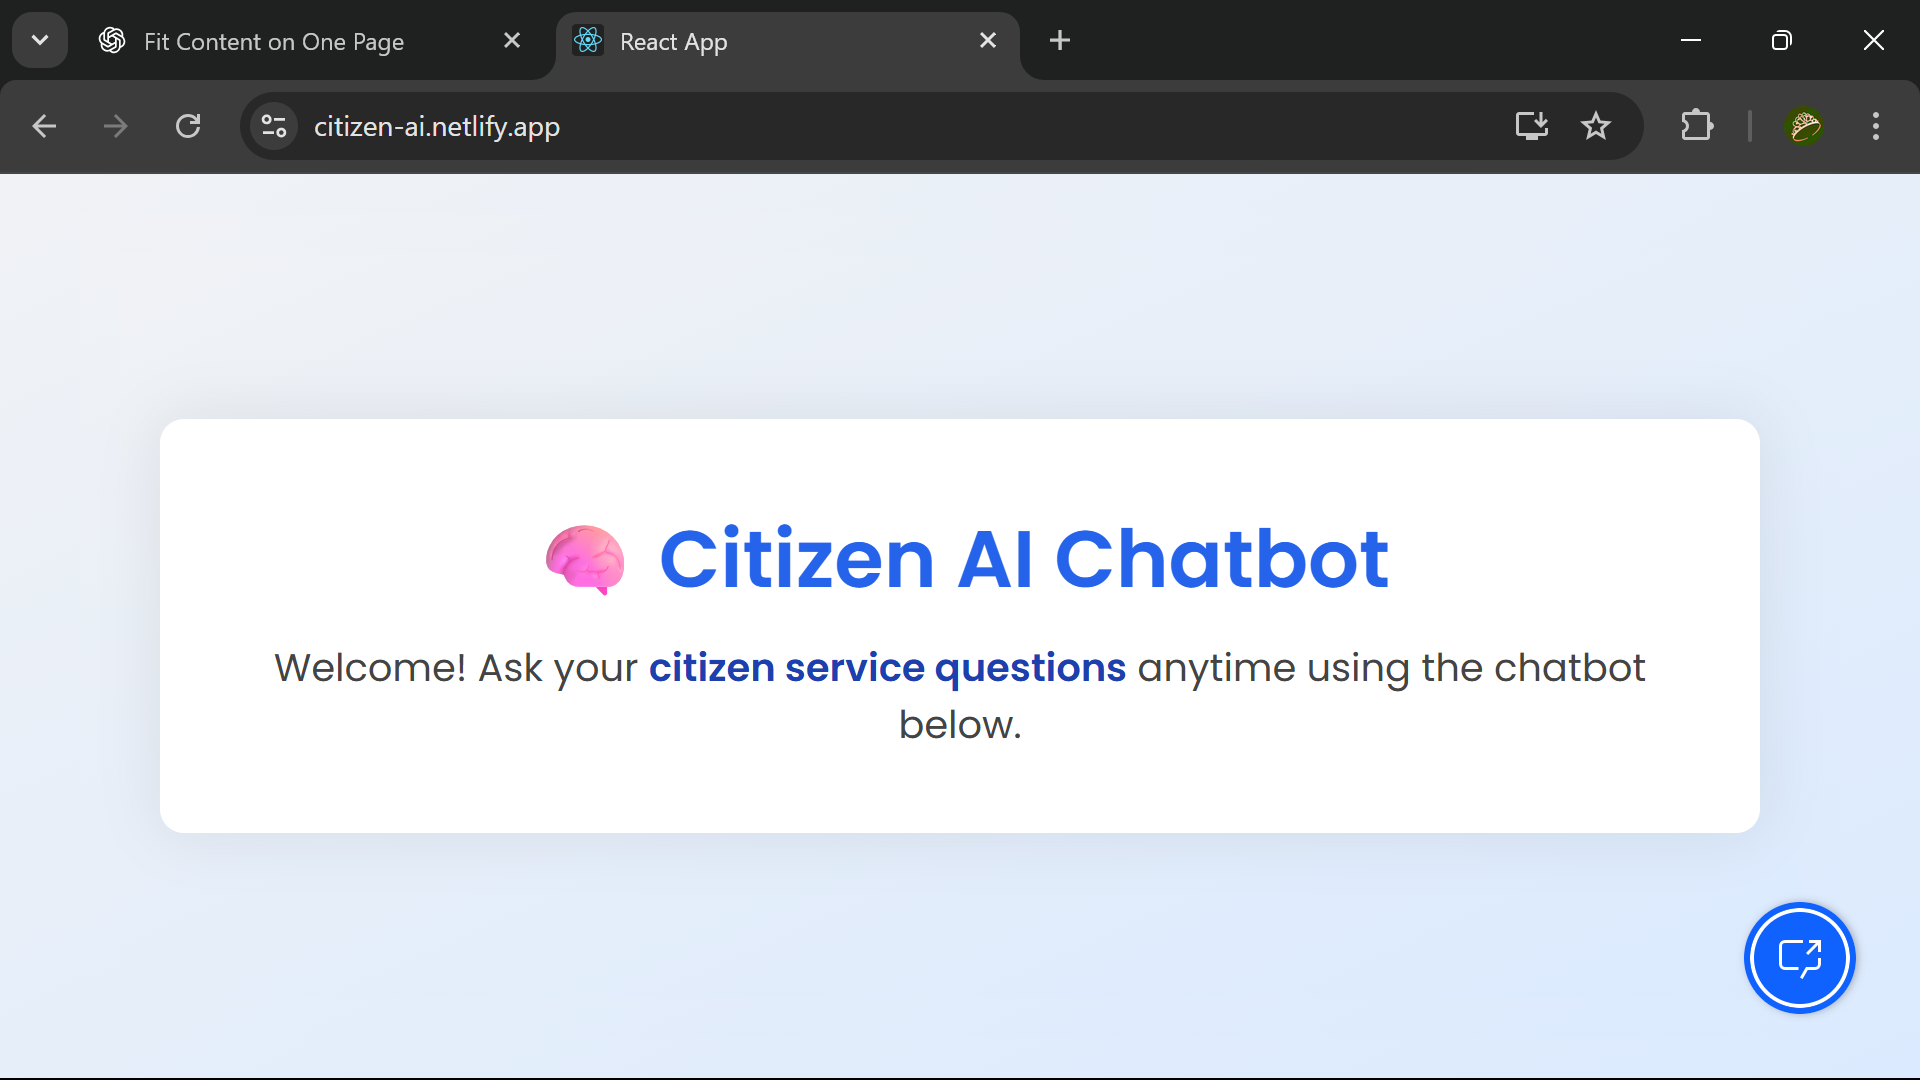 Fit Content on One Page
React App
citizen-ai.netlify.app
Citizen AI Chatbot
Welcome! Ask your citizen service questions anytime using the chatbot
below.